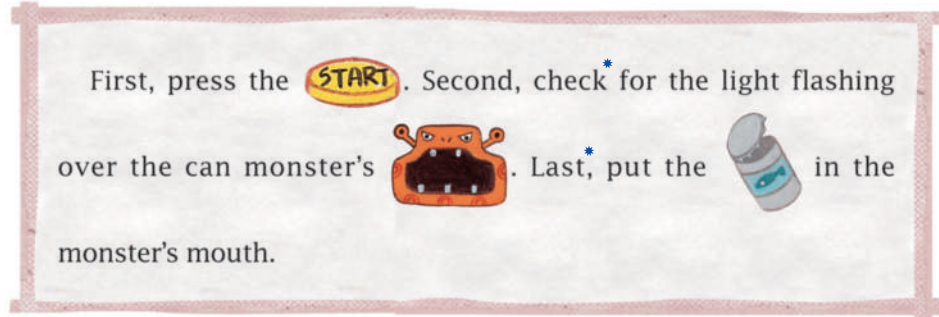 First, press the START. Second, check* for the light flashing
over the can monster's . Last,* put the in the
monster's mouth.